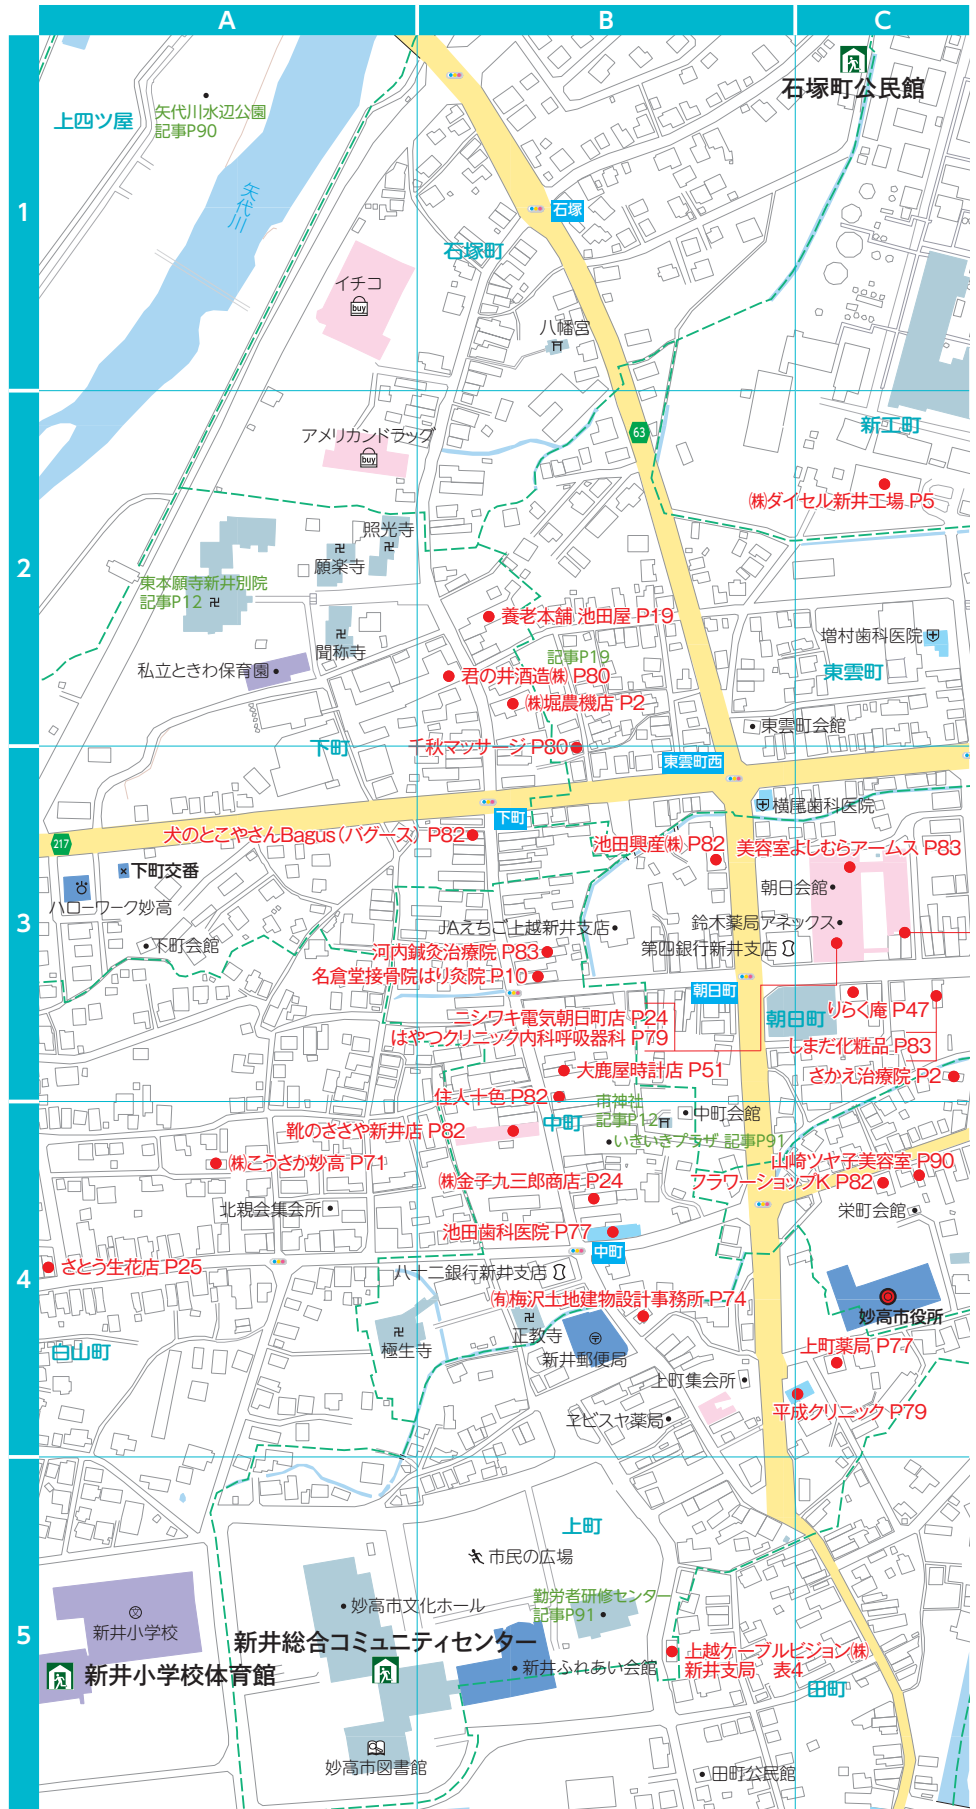 A
B
C
1
2
3
4
5
石塚町公民館
上四ツ屋
矢代川水辺公園
記事P90
矢代川
石塚
石塚町
イチコ
buy
八幡宮
63
新工町
アメリカンドラッグ
buy
㈱ダイセル新井工場 P5
照光寺
願楽寺
東本願寺新井別院
記事P12
養老本舗 池田屋 P19
聞称寺
増村歯科医院
記事P19
私立ときわ保育園
君の井酒造㈱ P80
東雲町
㈱堀農機店 P2
東雲町会館
下町
千秋マッサージ P80
東雲町西
横尾歯科医院
下町
犬のとこやさんBagus（バグース） P82
217
池田興産㈱ P82
美容室よしむらアームス P83
下町交番
朝日会館
ハローワーク妙高
鈴木薬局アネックス
JAえちご上越新井支店
下町会館
第四銀行新井支店
河内鍼灸治療院 P83
名倉堂接骨院はり灸院 P10
朝日町
りらく庵 P47
ニシワキ電気朝日町店 P24
朝日町
はやつクリニック内科呼吸器科 P79
しまだ化粧品 P83
大鹿屋時計店 P51
さかえ治療院 P2
住人十色 P82
市神社
記事P12
中町会館
中町
靴のささや新井店 P82
いきいきプラザ 記事P91
㈱こうさか妙高 P71
山崎ツヤ子美容室 P90
㈱金子九三郎商店 P24
フラワーショップK P82
北親会集会所
栄町会館
池田歯科医院 P77
中町
さとう生花店 P25
八十二銀行新井支店
㈲梅沢土地建物設計事務所 P74
妙高市役所
正教寺
極生寺
白山町
新井郵便局
上町薬局 P77
上町集会所
平成クリニック P79
ヱビスヤ薬局
上町
市民の広場
文
妙高市文化ホール
勤労者研修センター
記事P91
新井小学校
新井総合コミュニティセンター
上越ケーブルビジョン㈱
新井支局 表4
新井小学校体育館
新井ふれあい会館
田町
妙高市図書館
田町公民館